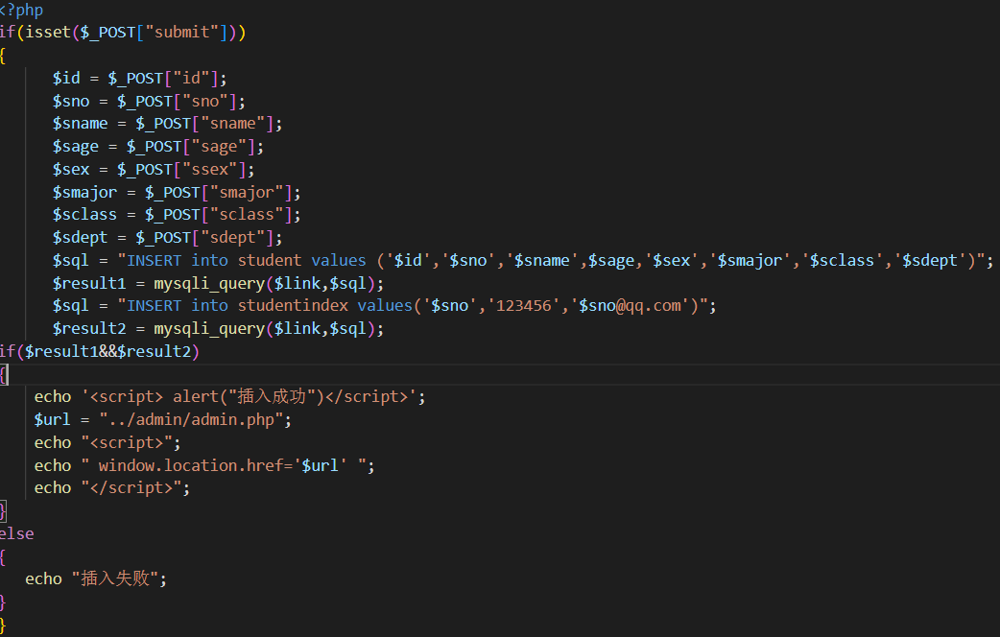 <?php
if(isset($_POST["submit"]))
{
$id = $_POST["id"];
$sno = $_POST["sno"];
$sname = $_POST["sname"];
$sage = $_POST["sage"];
$sex = $_POST["ssex"];
$smajor = $_POST["smajor"];
$sclass = $_POST["sclass"];
$sdept = $_POST["sdept"];
$sql = "INSERT into student values ('$id','$sno','$sname',$sage,'$sex','$smajor','$sclass','$sdept')";
$result1 = mysqli_query($link,$sql);
$sql = "INSERT into studentindex values('$sno','123456','$sno@qq.com')";
$result2 = mysqli_query($link,$sql);
if($result1&&$result2)
{
echo '<script> alert("插入成功")</script>';
$url = "../admin/admin.php";
echo "<script>";
echo " window.location.href='$url' ";
echo "</script>";
}
else
{
echo "插入失败";
}
}